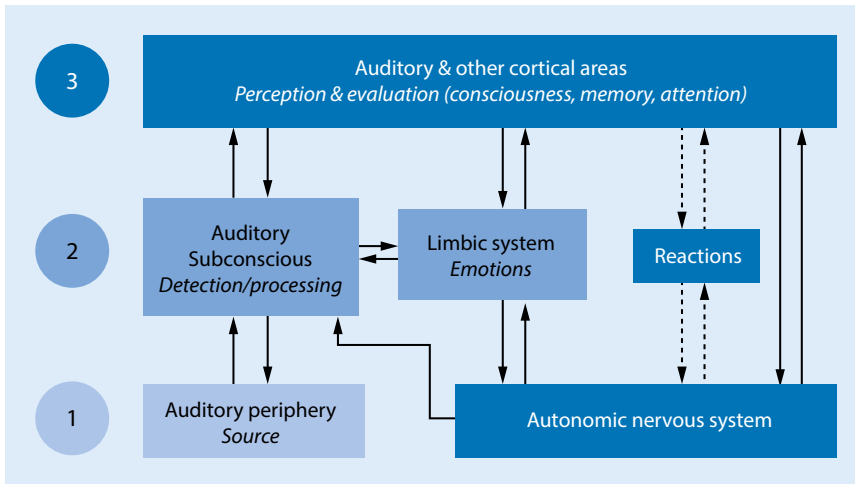 3
Auditory & other cortical areas
Perception & evaluation (consciousness, memory, attention)
2
Auditory
Subconscious
Detection/processing
Limbic system
Emotions
Reactions
1
Auditory periphery
Source
Autonomic nervous system